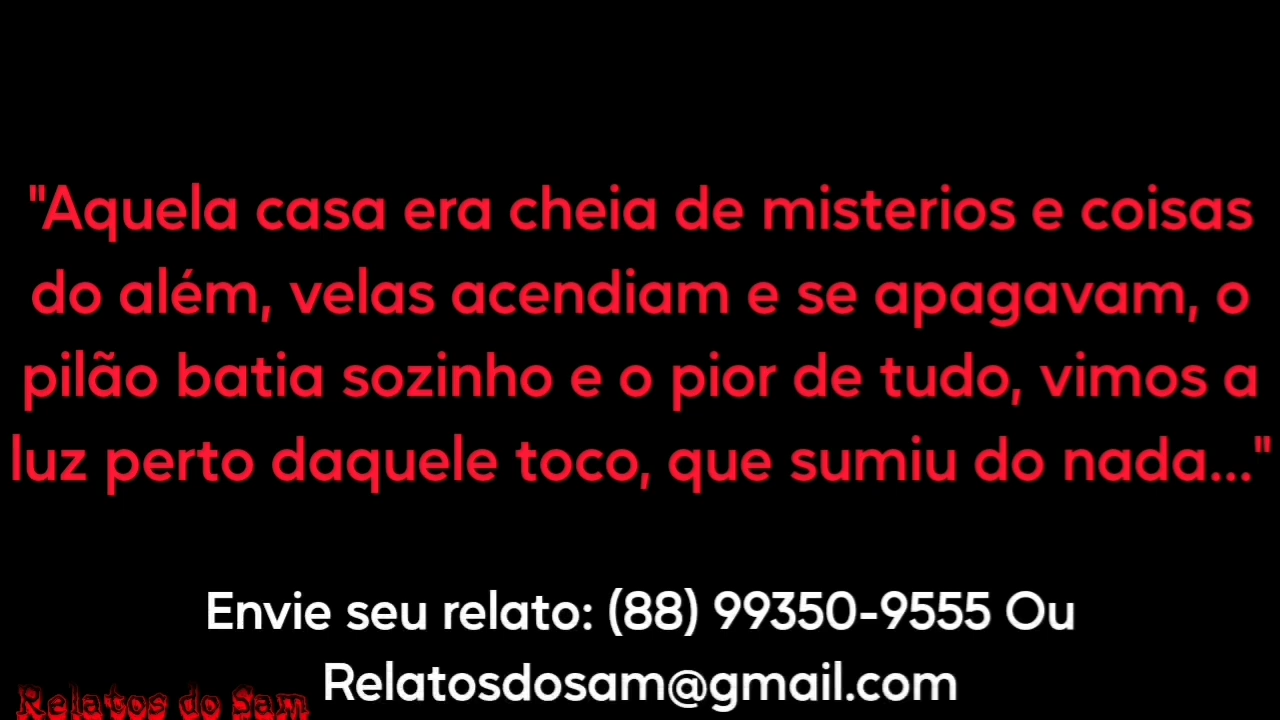 "Aquela casa era cheia de misterios e coisas
do além, velas acendiam e se apagavam, o
pilão batia sozinho e o pior de tudo, vimos a
luz perto daquele toco, que sumiu do nada..."
Envie seu relato: (88) 99350-9555 Ou
Relatosdosam@gmail.com
Relatos do Sam